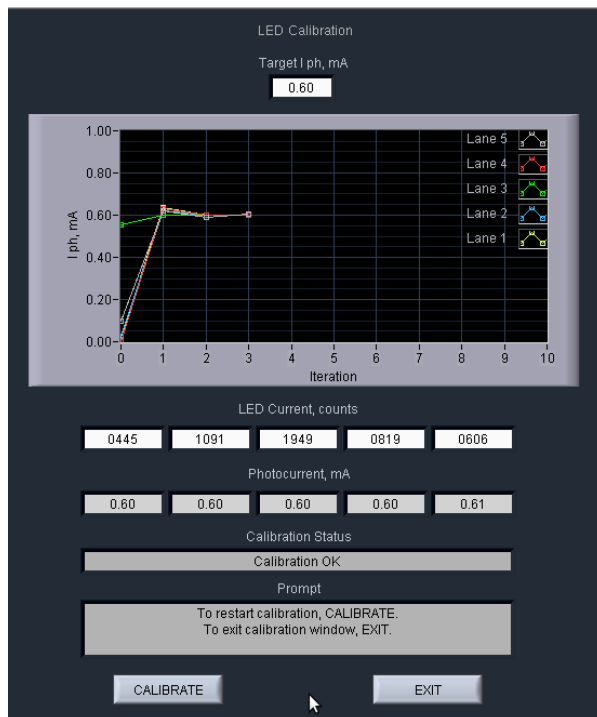 LED Calibration
Target I ph, mA
0.60
I ph, mA
1.00
0.80
0.60
0.40
0.20
0.00
0 1 2 3 4 5 6 7 8 9 10
Iteration
Lane 5
Lane 4
Lane 3
Lane 2
Lane 1
LED Current, counts
0445 1091 1949 0819 0606
Photocurrent, mA
0.60 0.60 0.60 0.60 0.61
Calibration Status
Calibration OK
Prompt
To restart calibration, CALIBRATE.
To exit calibration window, EXIT.
CALIBRATE EXIT